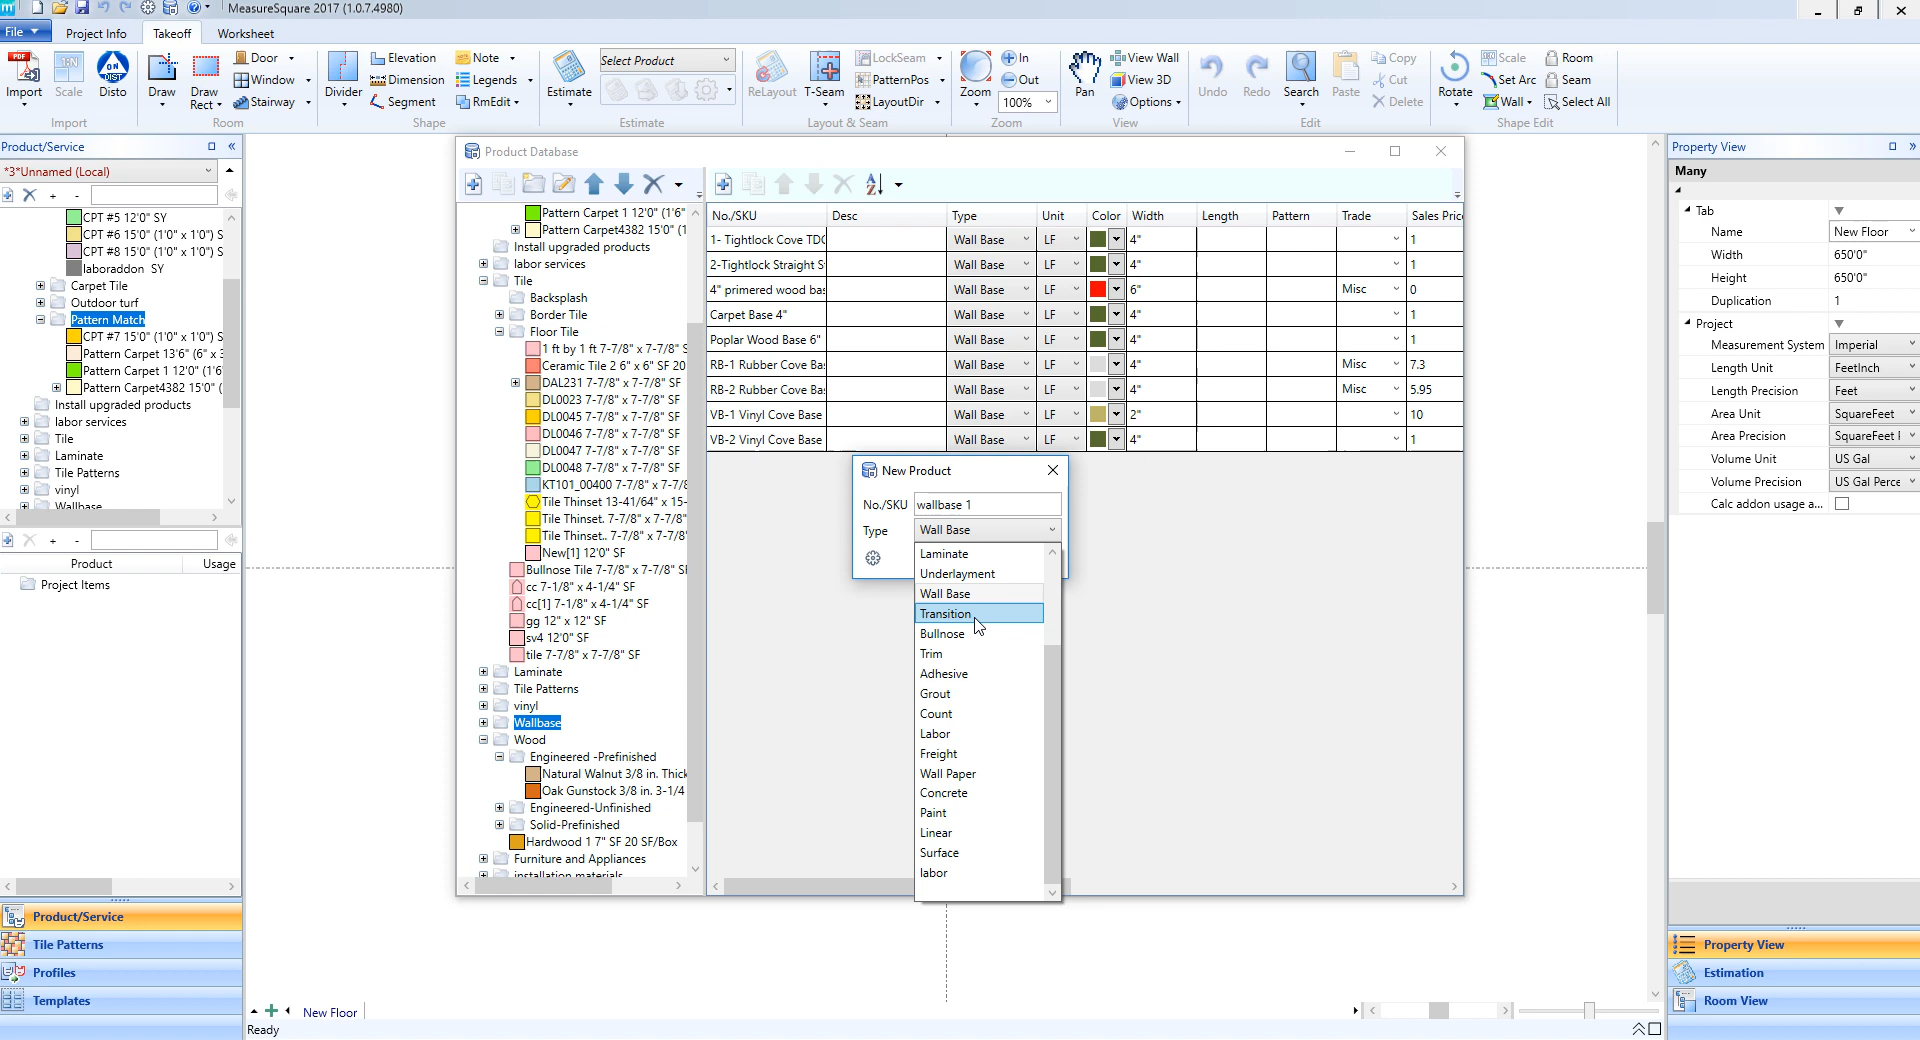 MeasureSquare 2017 (1.0.7.4980)
File
Project Info
Takeoff
Worksheet
Import
Scale
Disto
Import
Draw
Draw
Rect
Door
Window
Stairway
Room
Divider
Elevation
Dimension
Segment
Note
Legends
RmEdit
Shape
Estimate
Select Product
Estimate
ReLayout
T-Seam
LockSeam
PatternPos
LayoutDir
Layout & Seam
Zoom
In
Out
100%
Zoom
Pan
View Wall
View 3D
Options
View
Undo
Redo
Search
Paste
Copy
Cut
Delete
Edit
Rotate
Scale
Set Arc
Wall
Room
Seam
Select All
Shape Edit
Product/Service
*3*Unnamed (Local)
CPT #5 12'0" SY
CPT #6 15'0" (1'0" x 1'0") S
CPT #8 15'0" (1'0" x 1'0") S
laboraddon SY
Carpet Tile
Outdoor turf
Pattern Match
CPT #7 15'0" (1'0" x 1'0") S
Pattern Carpet 13'6" (6" x 3
Pattern Carpet 1 12'0" (1'6
Pattern Carpet4382 15'0" (
Install upgraded products
labor services
Tile
Laminate
Tile Patterns
vinyl
Wallbase
Product
Usage
Project Items
Product/Service
Tile Patterns
Profiles
Templates
Product Database
Pattern Carpet 1 12'0" (1'6"
Pattern Carpet4382 15'0" (1
Install upgraded products
labor services
Tile
Backsplash
Border Tile
Floor Tile
1 ft by 1 ft 7-7/8" x 7-7/8" S
Ceramic Tile 2 6" x 6" SF 20
DAL231 7-7/8" x 7-7/8" SF
DL0023 7-7/8" x 7-7/8" SF
DL0045 7-7/8" x 7-7/8" SF
DL0046 7-7/8" x 7-7/8" SF
DL0047 7-7/8" x 7-7/8" SF
DL0048 7-7/8" x 7-7/8" SF
KT101_00400 7-7/8" x 7-7/8
Tile Thinset 13-41/64" x 15-
Tile Thinset. 7-7/8" x 7-7/8"
Tile Thinset.. 7-7/8" x 7-7/8"
New[1] 12'0" SF
Bullnose Tile 7-7/8" x 7-7/8" SF
cc 7-1/8" x 4-1/4" SF
cc[1] 7-1/8" x 4-1/4" SF
gg 12" x 12" SF
sv4 12'0" SF
tile 7-7/8" x 7-7/8" SF
Laminate
Tile Patterns
vinyl
Wallbase
Wood
Engineered -Prefinished
Natural Walnut 3/8 in. Thick
Oak Gunstock 3/8 in. 3-1/4
Engineered-Unfinished
Solid-Prefinished
Hardwood 1 7" SF 20 SF/Box
Furniture and Appliances
installation materials
No./SKU Desc Type Unit Color Width Length Pattern Trade Sales Pric
1- Tightlock Cove TDC Wall Base LF 4" 1
2-Tightlock Straight S Wall Base LF 4" 1
4" primered wood bas Wall Base LF 6" Misc 0
Carpet Base 4" Wall Base LF 4" 1
Poplar Wood Base 6" Wall Base LF 4" 1
RB-1 Rubber Cove Ba Wall Base LF 4" Misc 7.3
RB-2 Rubber Cove Ba Wall Base LF 4" Misc 5.95
VB-1 Vinyl Cove Base Wall Base LF 2" 10
VB-2 Vinyl Cove Base Wall Base LF 4" 1
New Product
No./SKU wallbase 1
Type Wall Base
Laminate
Underlayment
Wall Base
Transition
Bullnose
Trim
Adhesive
Grout
Count
Labor
Freight
Wall Paper
Concrete
Paint
Linear
Surface
labor
Property View
Many
Tab
Name New Floor
Width 650'0"
Height 650'0"
Duplication 1
Project
Measurement System Imperial
Length Unit FeetInch
Length Precision Feet
Area Unit SquareFeet
Area Precision SquareFeet
Volume Unit US Gal
Volume Precision US Gal Perce
Calc addon usage a...
Property View
Estimation
Room View
New Floor
Ready